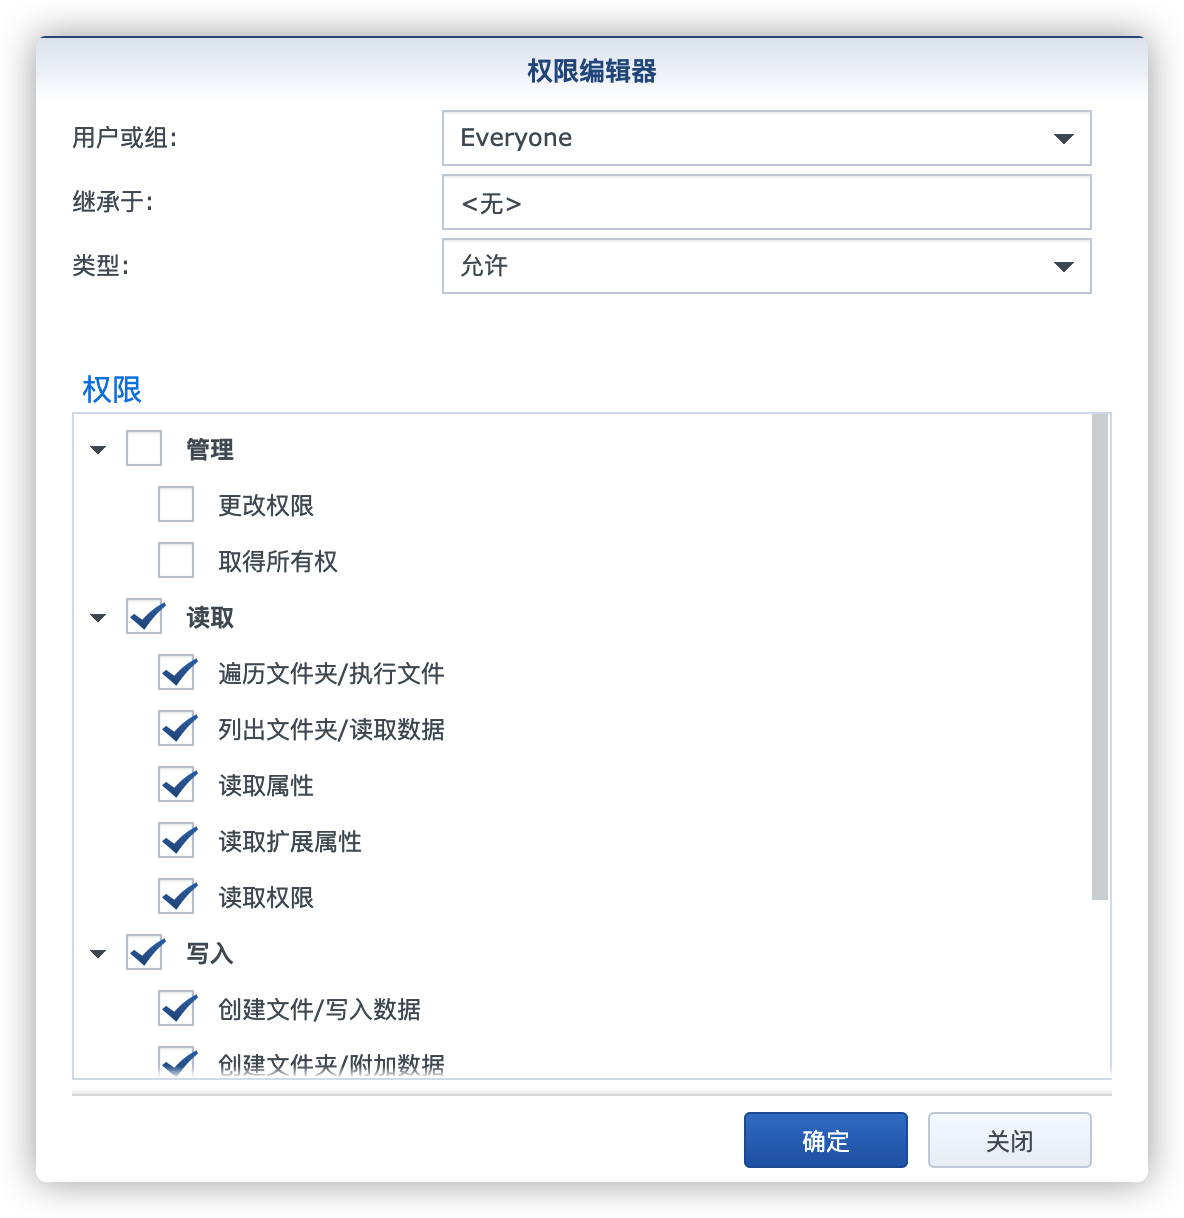 权限编辑器
用户或组: Everyone
继承于: <无>
类型: 允许
权限
管理
更改权限
取得所有权
读取
遍历文件夹/执行文件
列出文件夹/读取数据
读取属性
读取扩展属性
读取权限
写入
创建文件/写入数据
创建文件夹/附加数据
确定 关闭